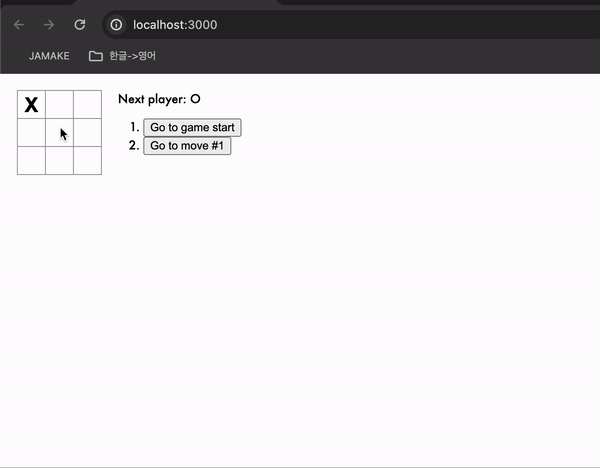 localhost:3000
JAMAKE 한글->영어
X
Next player: O
1. Go to game start
2. Go to move #1